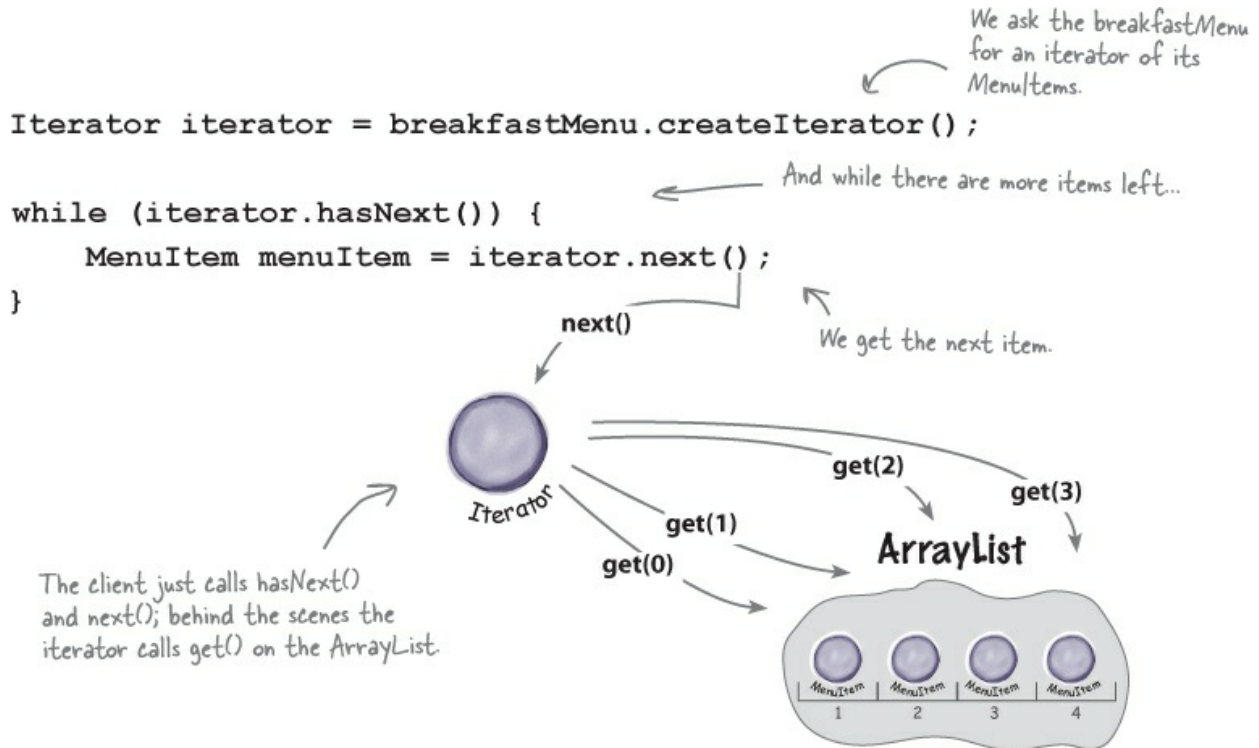 We ask the breakfastMenu
for an iterator of its
MenuItems.
Iterator iterator = breakfastMenu.createIterator();
And while there are more items left...
while (iterator.hasNext()) {
MenuItem menuItem = iterator.next();
}
next()
We get the next item.
Iterator
get(2)
get(3)
get(1)
get(0)
ArrayList
The client just calls hasNext()
and next(); behind the scenes the
iterator calls get() on the ArrayList.
MenuItem MenuItem MenuItem MenuItem
1 2 3 4